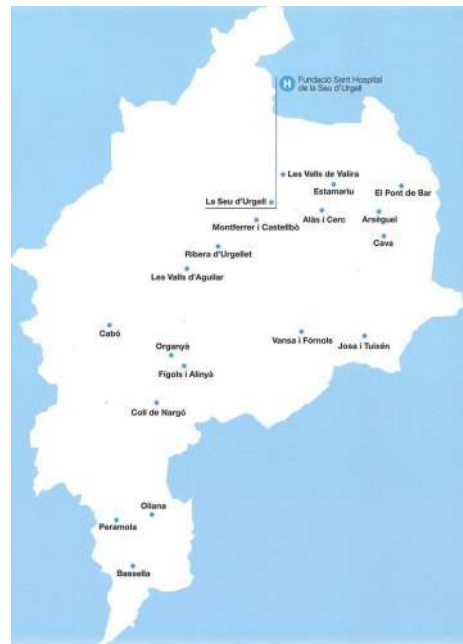 H
Fundació Sant Hospital
de la Seu d'Urgell
Les Valls de Valira
Estamariu
El Pont de Bar
La Seu d'Urgell
Alàs i Cerc
Arsèguel
Montferrer i Castellbò
Cava
Ribera d'Urgellet
Les Valls d'Aguilar
Cabó
Vansa i Fórnols
Josa i Tuixén
Organyà
Fígols i Alinyà
Coll de Nargó
Oliana
Peramola
Bassella